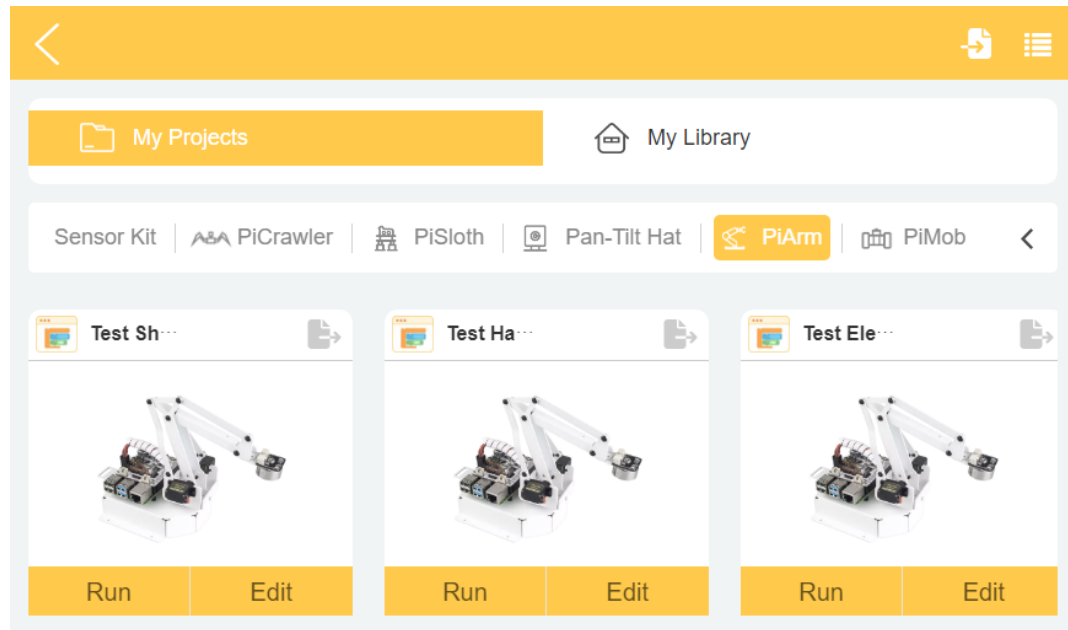 My Projects My Library
Sensor Kit PiCrawler PiSloth Pan-Tilt Hat PiArm PiMob
Test Sh··· Test Ha··· Test Ele···
Run Edit Run Edit Run Edit